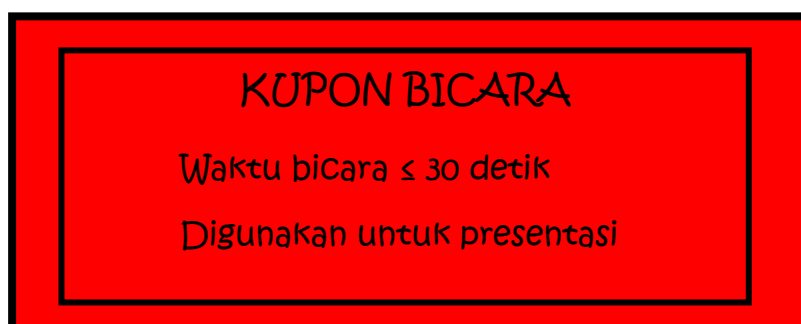 KUPON BICARA
Waktu bicara ≤ 30 detik
Digunakan untuk presentasi